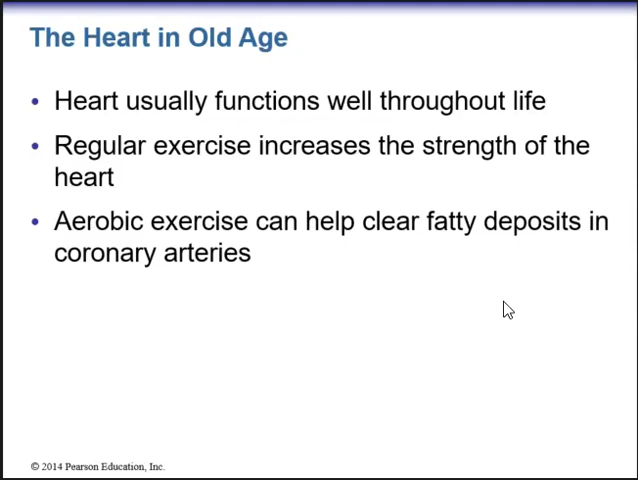 The Heart in Old Age
• Heart usually functions well throughout life
• Regular exercise increases the strength of the
heart
• Aerobic exercise can help clear fatty deposits in
coronary arteries
© 2014 Pearson Education, Inc.